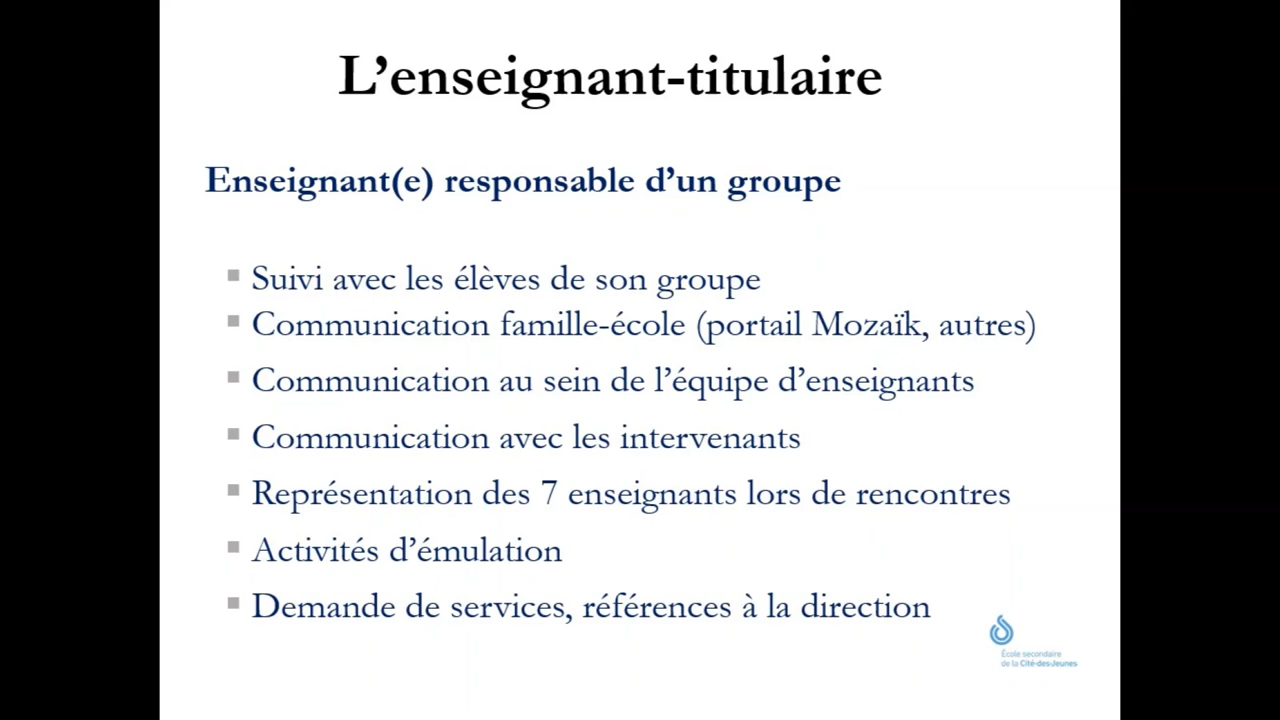 L’enseignant-titulaire
Enseignant(e) responsable d’un groupe
▪ Suivi avec les élèves de son groupe
▪ Communication famille-école (portail Mozaïk, autres)
▪ Communication au sein de l’équipe d’enseignants
▪ Communication avec les intervenants
▪ Représentation des 7 enseignants lors de rencontres
▪ Activités d’émulation
▪ Demande de services, références à la direction
École secondaire
de la Cité-des-Jeunes